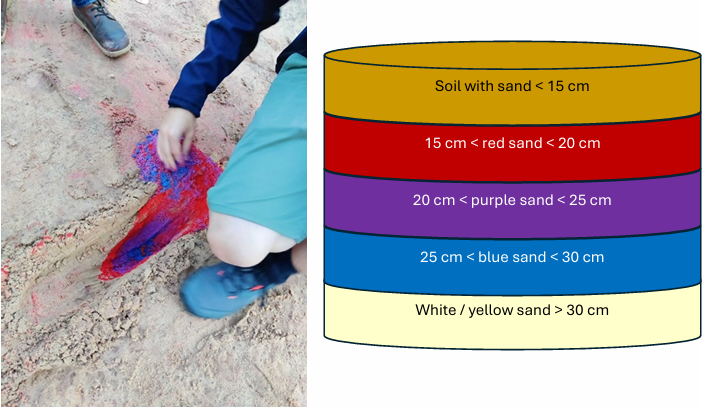 Soil with sand < 15 cm
15 cm < red sand < 20 cm
20 cm < purple sand < 25 cm
25 cm < blue sand < 30 cm
White / yellow sand > 30 cm